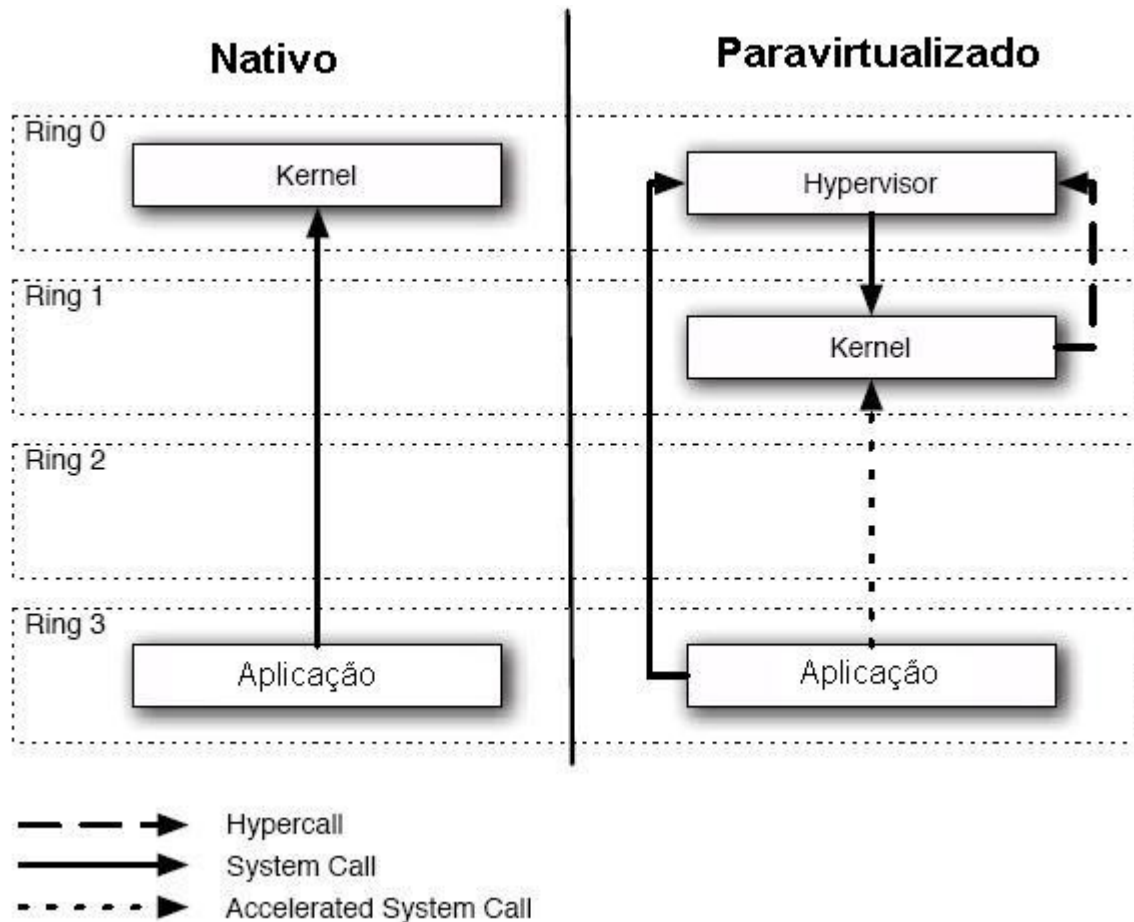 Nativo
Paravirtualizado
Ring 0
Kernel
Hypervisor
Ring 1
Kernel
Ring 2
Ring 3
Aplicação
Aplicação
Hypercall
System Call
Accelerated System Call